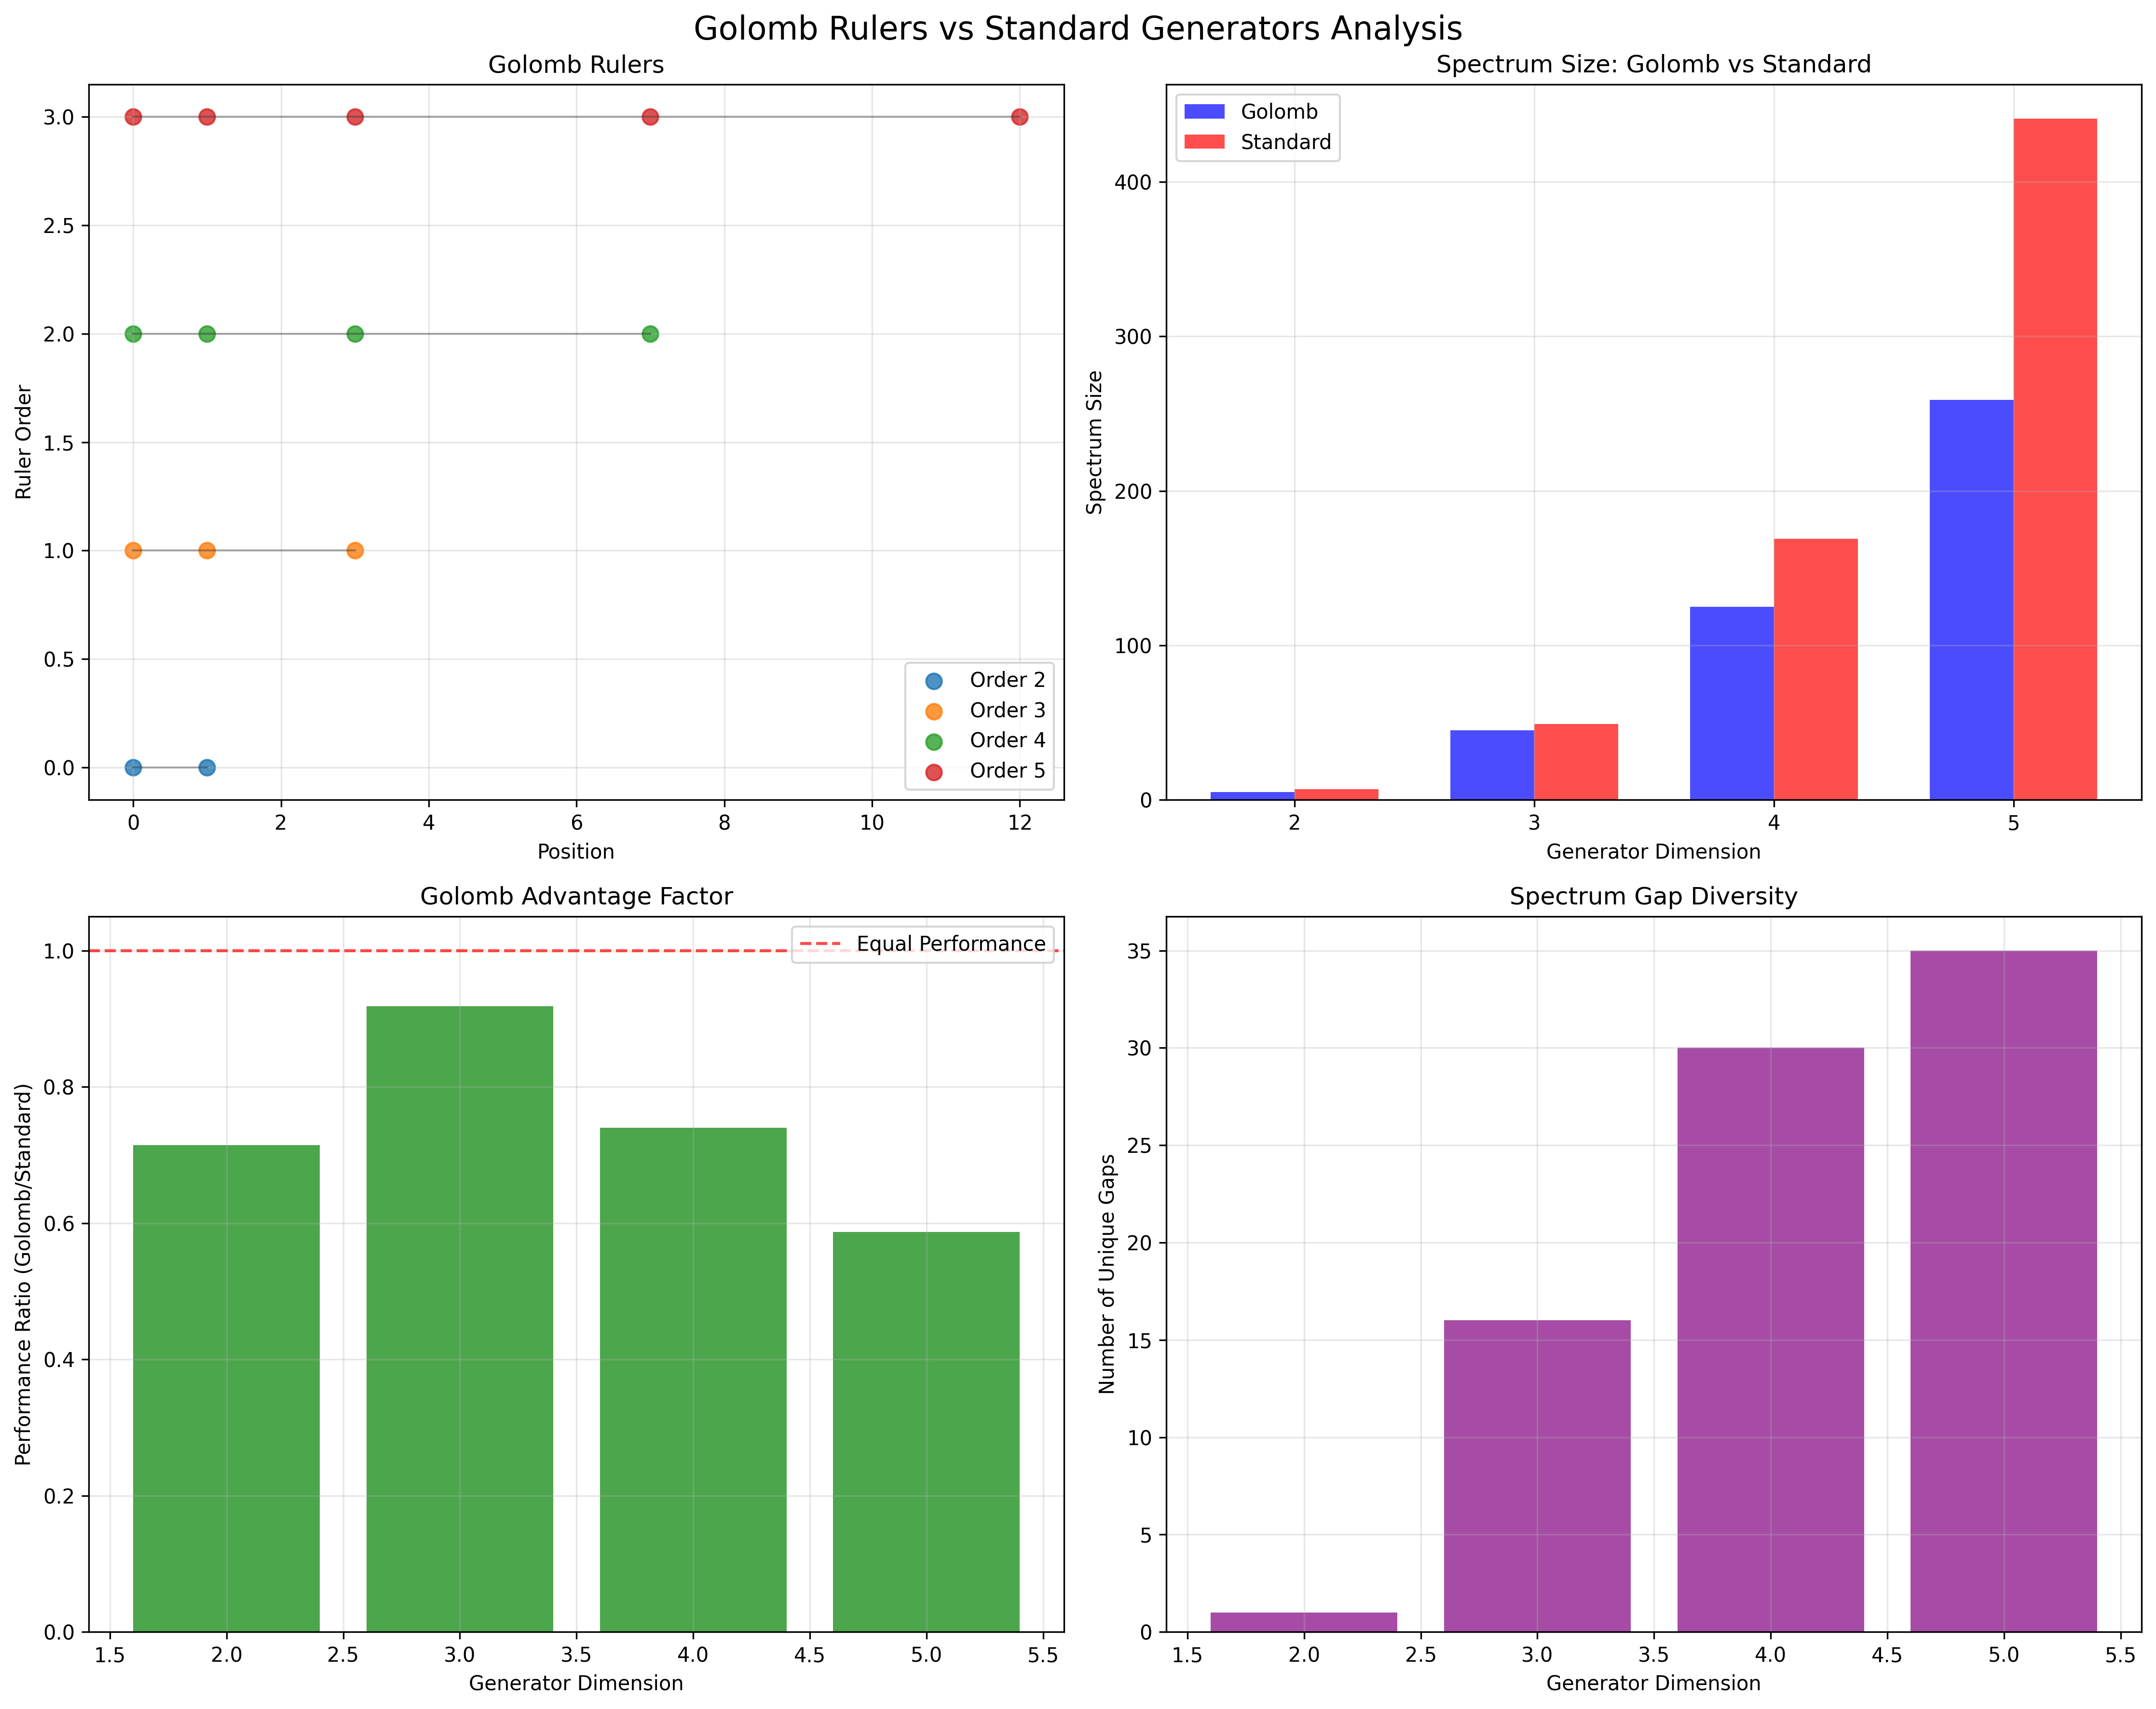 Golomb Rulers vs Standard Generators Analysis
Golomb Rulers
3.0
2.5
2.0
1.5
1.0
0.5
0.0
Ruler Order
0 2 4 6 8 10 12
Position
Order 2
Order 3
Order 4
Order 5
Spectrum Size: Golomb vs Standard
Golomb
Standard
400
300
200
100
0
Spectrum Size
2 3 4 5
Generator Dimension
Golomb Advantage Factor
Equal Performance
1.0
0.8
0.6
0.4
0.2
0.0
Performance Ratio (Golomb/Standard)
1.5 2.0 2.5 3.0 3.5 4.0 4.5 5.0 5.5
Generator Dimension
Spectrum Gap Diversity
35
30
25
20
15
10
5
0
Number of Unique Gaps
1.5 2.0 2.5 3.0 3.5 4.0 4.5 5.0 5.5
Generator Dimension